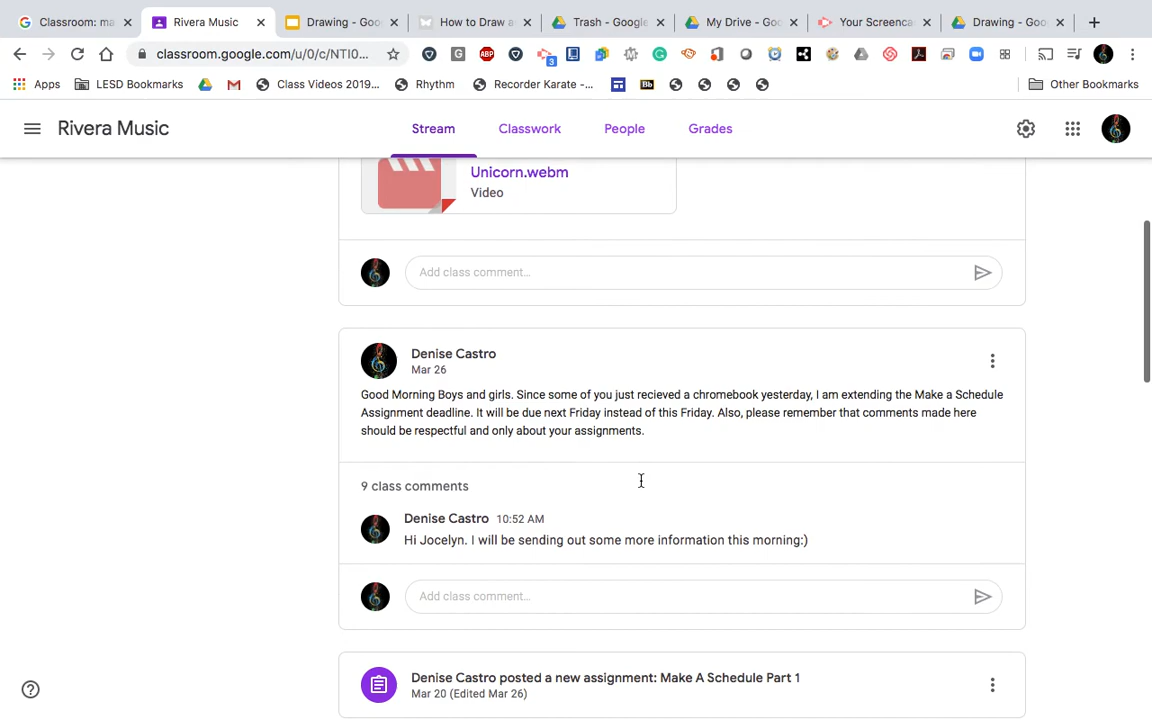 Classroom: ma
Rivera Music
Drawing - Goo
How to Draw a
Trash - Google
My Drive - Goo
Your Screenca
Drawing - Goo
classroom.google.com/u/0/c/NTI0...
Apps
LESD Bookmarks
Class Videos 2019...
Rhythm
Recorder Karate -...
Bb
Other Bookmarks
Rivera Music
Stream
Classwork
People
Grades
Unicorn.webm
Video
Add class comment...
Denise Castro
Mar 26
Good Morning Boys and girls. Since some of you just recieved a chromebook yesterday, I am extending the Make a Schedule
Assignment deadline. It will be due next Friday instead of this Friday. Also, please remember that comments made here
should be respectful and only about your assignments.
9 class comments
Denise Castro 10:52 AM
Hi Jocelyn. I will be sending out some more information this morning:)
Add class comment...
Denise Castro posted a new assignment: Make A Schedule Part 1
Mar 20 (Edited Mar 26)